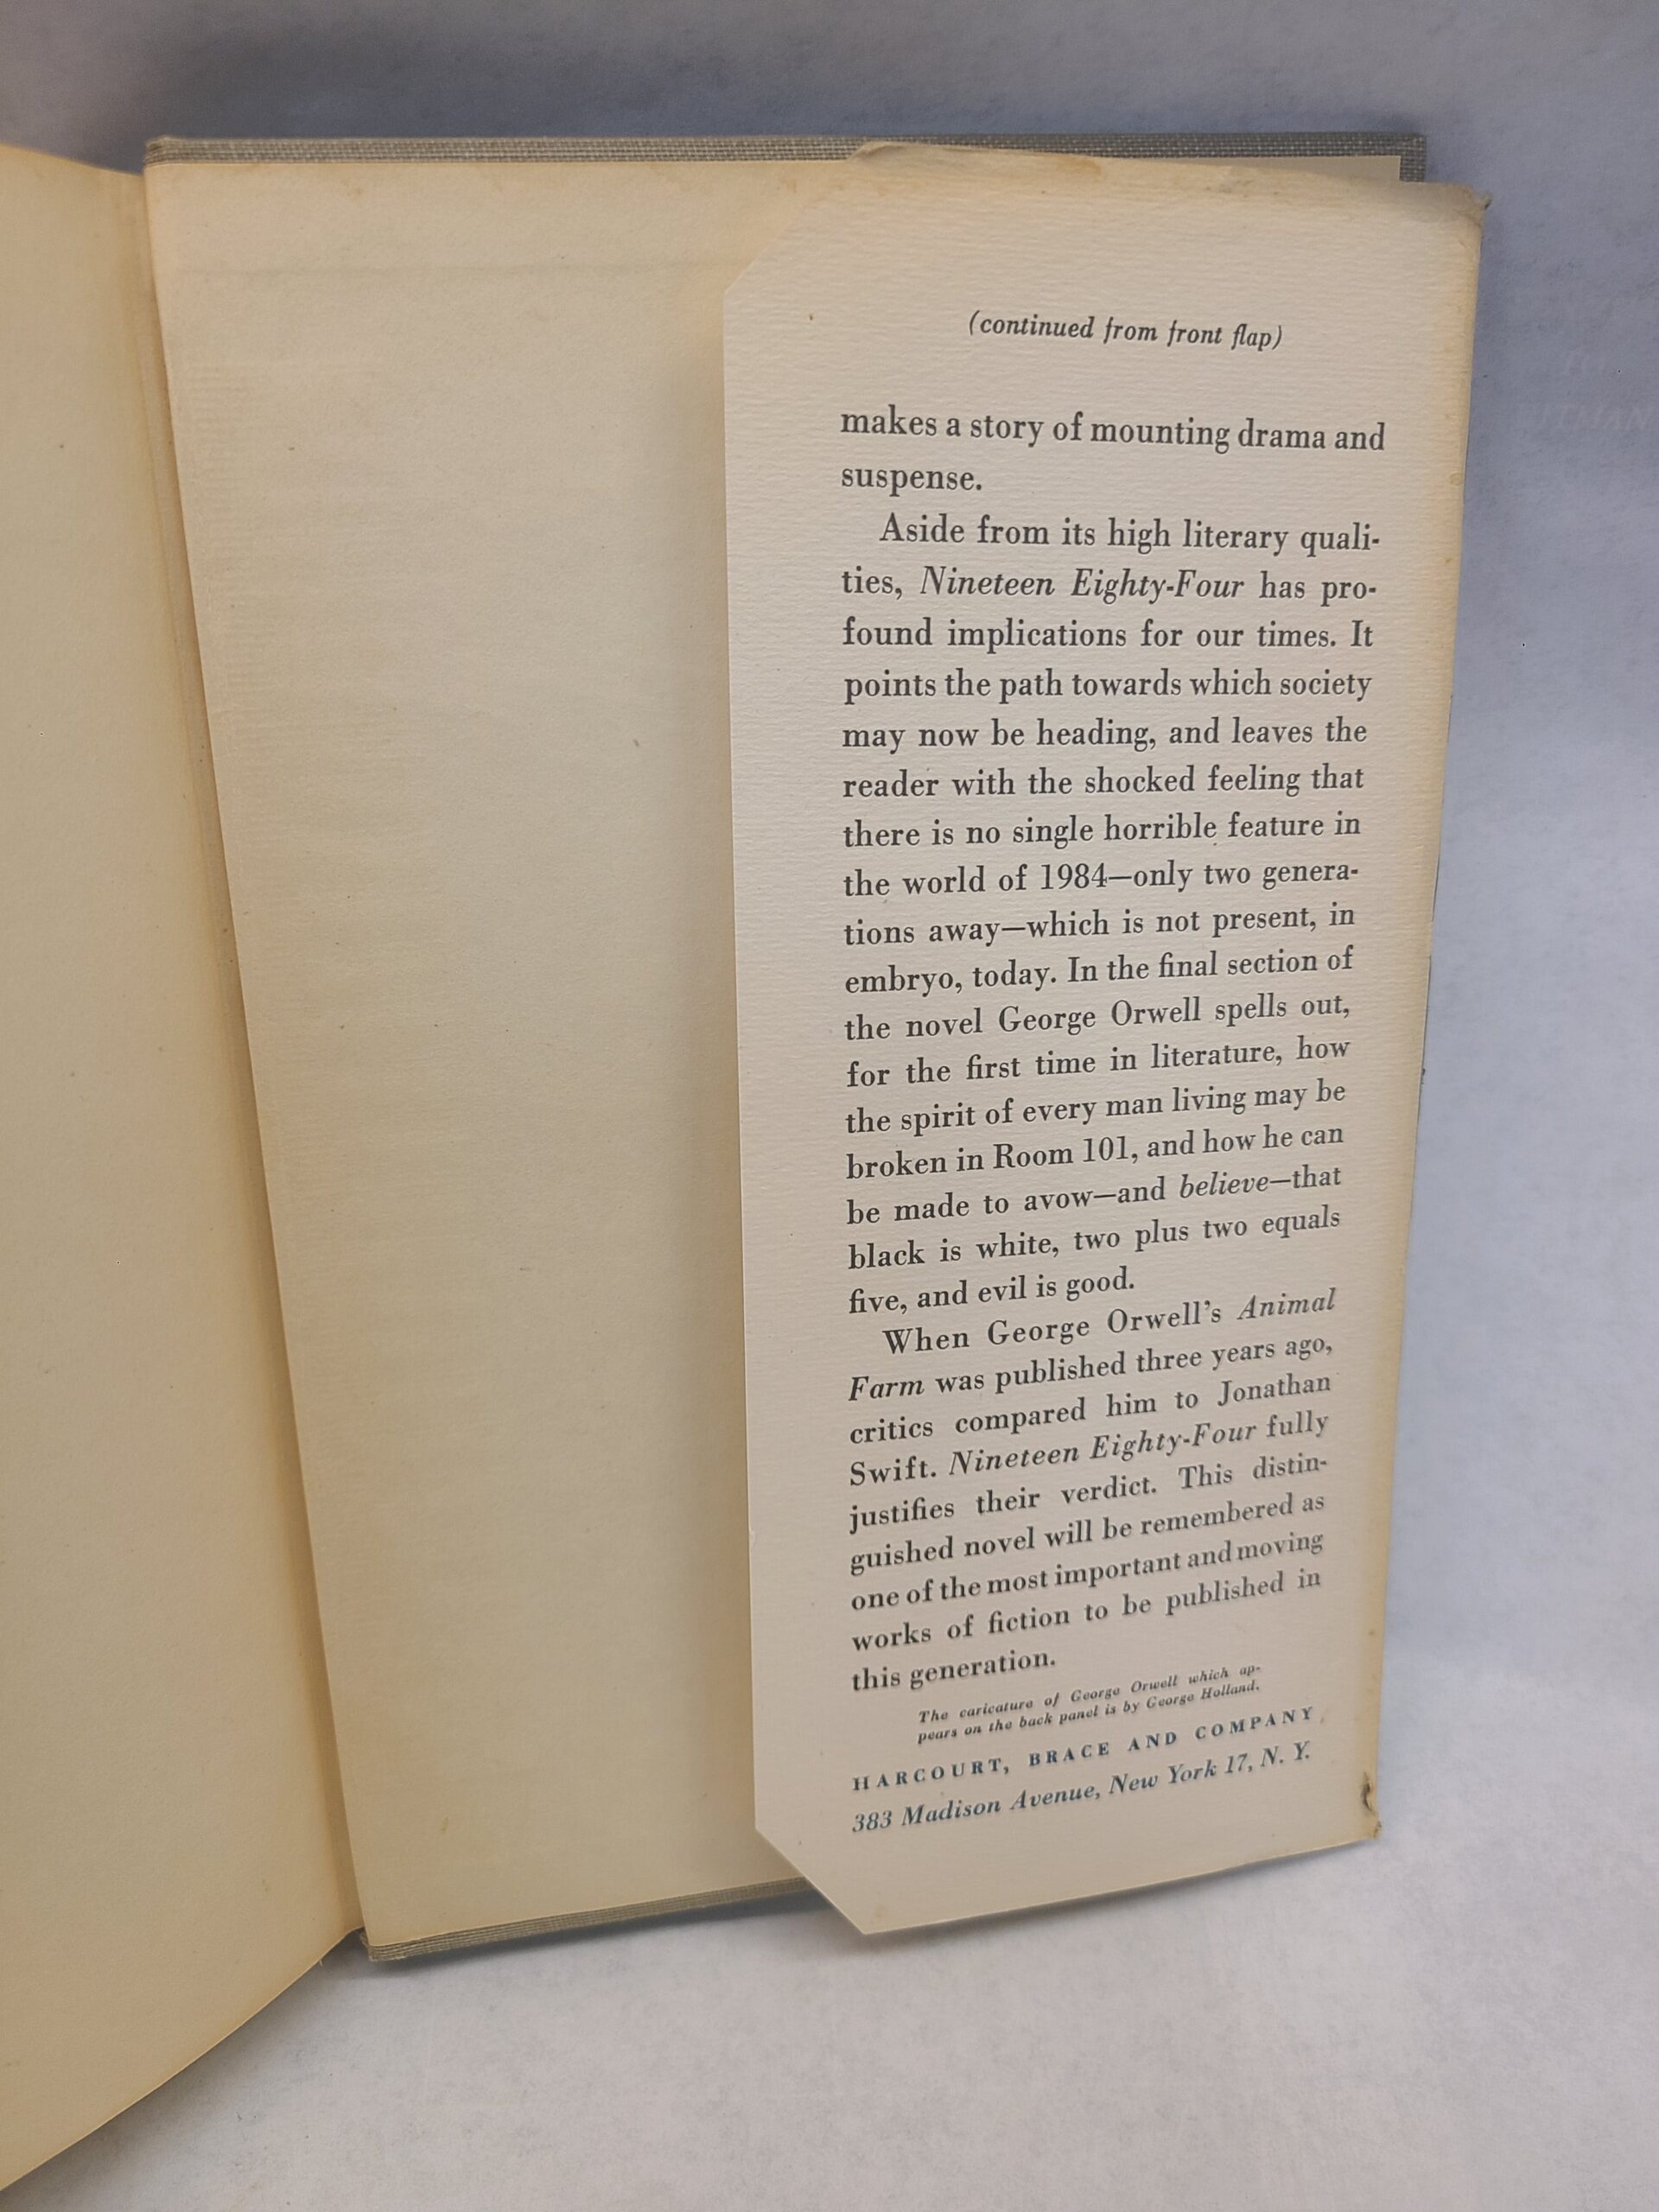 (continued from front flap)
makes a story of mounting drama and
suspense.
Aside from its high literary quali-
ties, Nineteen Eighty-Four has pro-
found implications for our times. It
points the path towards which society
may now be heading, and leaves the
reader with the shocked feeling that
there is no single horrible feature in
the world of 1984—only two genera-
tions away—which is not present, in
embryo, today. In the final section of
the novel George Orwell spells out,
for the first time in literature, how
the spirit of every man living may be
broken in Room 101, and how he can
be made to avow—and believe—that
black is white, two plus two equals
five, and evil is good.
When George Orwell's Animal
Farm was published three years ago,
critics compared him to Jonathan
Swift. Nineteen Eighty-Four fully
justifies their verdict. This distin-
guished novel will be remembered as
one of the most important and moving
works of fiction to be published in
this generation.
The caricature of George Orwell which ap-
pears on the back panel is by George Holland.
HARCOURT, BRACE AND COMPANY
383 Madison Avenue, New York 17, N. Y.